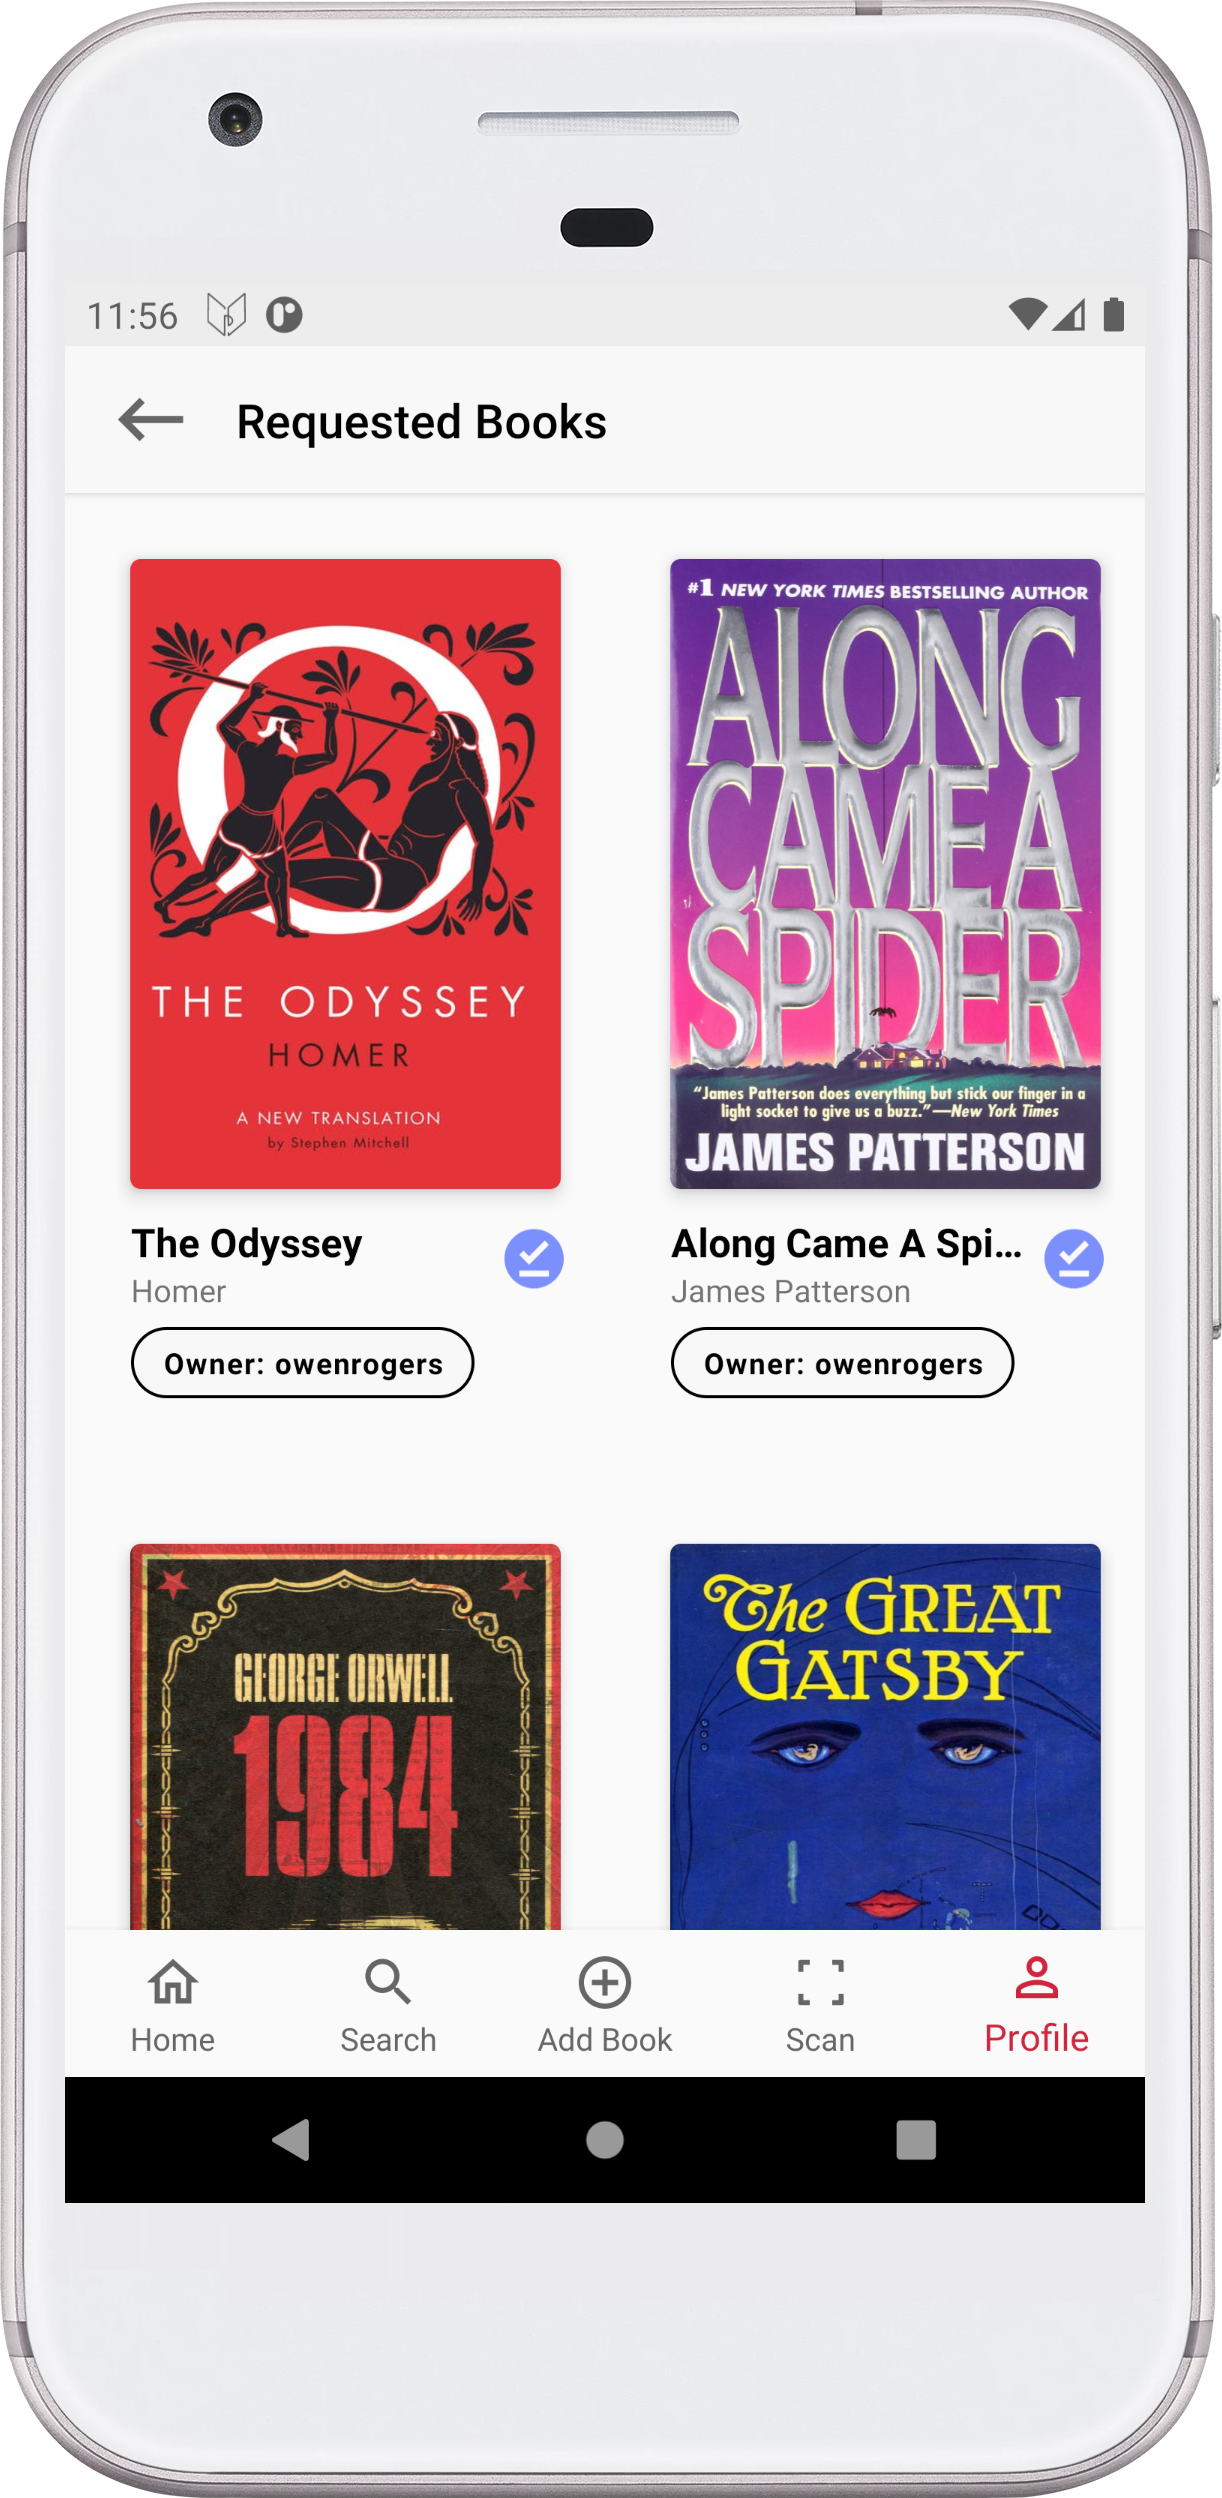 11:56
Requested Books
THE ODYSSEY
HOMER
A NEW TRANSLATION
by Stephen Mitchell
#1 NEW YORK TIMES BESTSELLING AUTHOR
ALONG
CAME A
SPIDER
“James Patterson does everything but stick our finger in a
light socket to give us a buzz.”—New York Times
JAMES PATTERSON
The Odyssey
Homer
Owner: owenrogers
Along Came A Spi...
James Patterson
Owner: owenrogers
GEORGE ORWELL
1984
The GREAT
GATSBY
Home
Search
Add Book
Scan
Profile